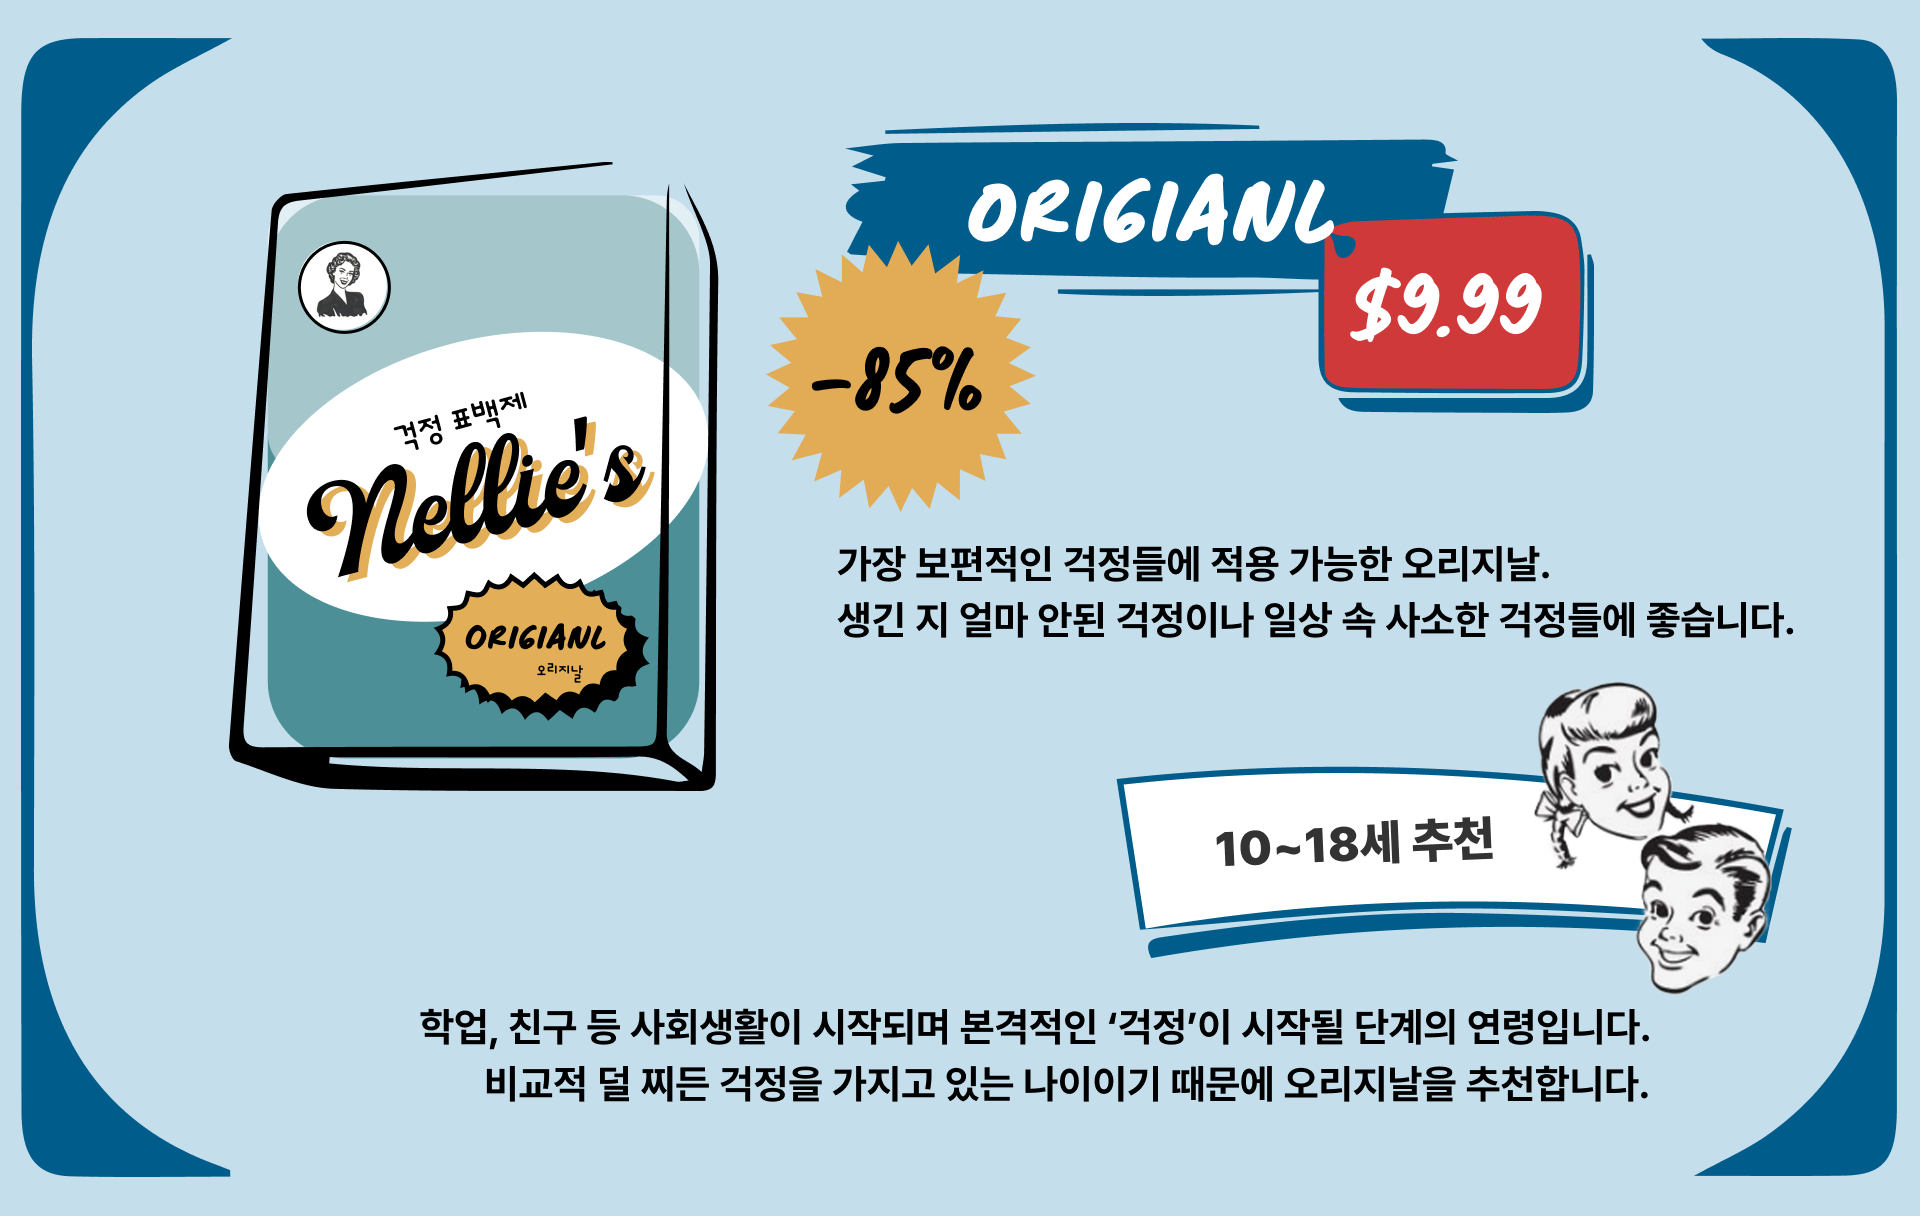 걱정 표백제
Nellie's
ORIGIANL
오리지날
ORIGIANL
$9.99
-85%
가장 보편적인 걱정들에 적용 가능한 오리지날.
생긴 지 얼마 안된 걱정이나 일상 속 사소한 걱정들에 좋습니다.
10~18세 추천
학업, 친구 등 사회생활이 시작되며 본격적인 ‘걱정’이 시작될 단계의 연령입니다.
비교적 덜 찌든 걱정을 가지고 있는 나이이기 때문에 오리지날을 추천합니다.